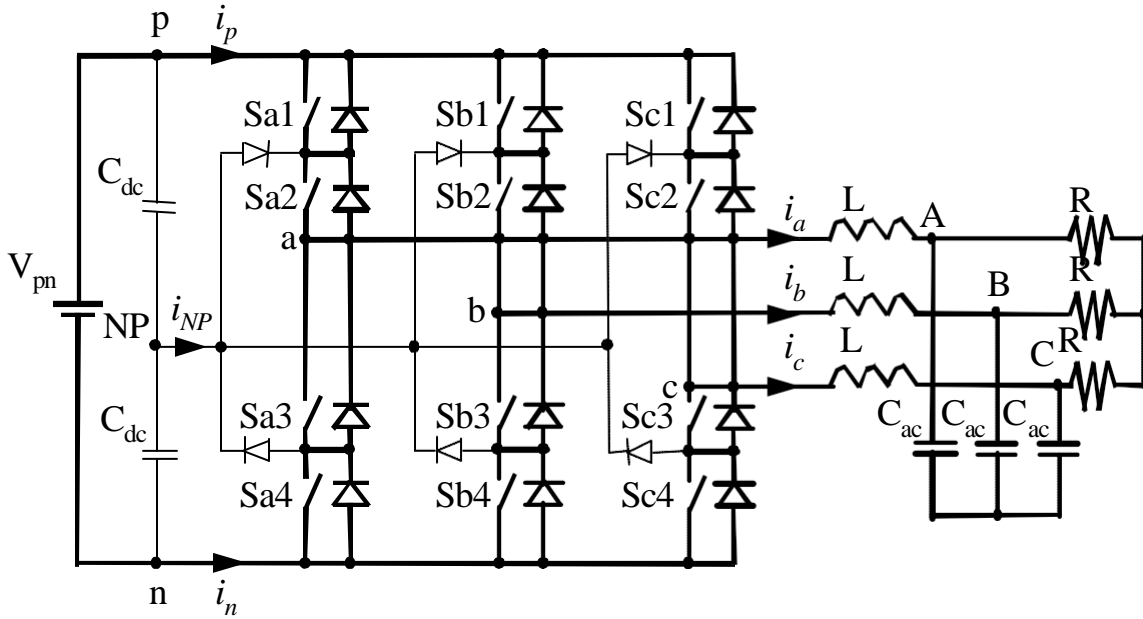 p
i_p
Sa1
Sb1
Sc1
C_dc
Sa2
Sb2
Sc2
a
i_a
L
A
R
V_pn
NP
i_NP
b
i_b
L
B
R
c
i_c
L
C
R
C_dc
Sa3
Sb3
Sc3
C_ac
C_ac
C_ac
Sa4
Sb4
Sc4
n
i_n